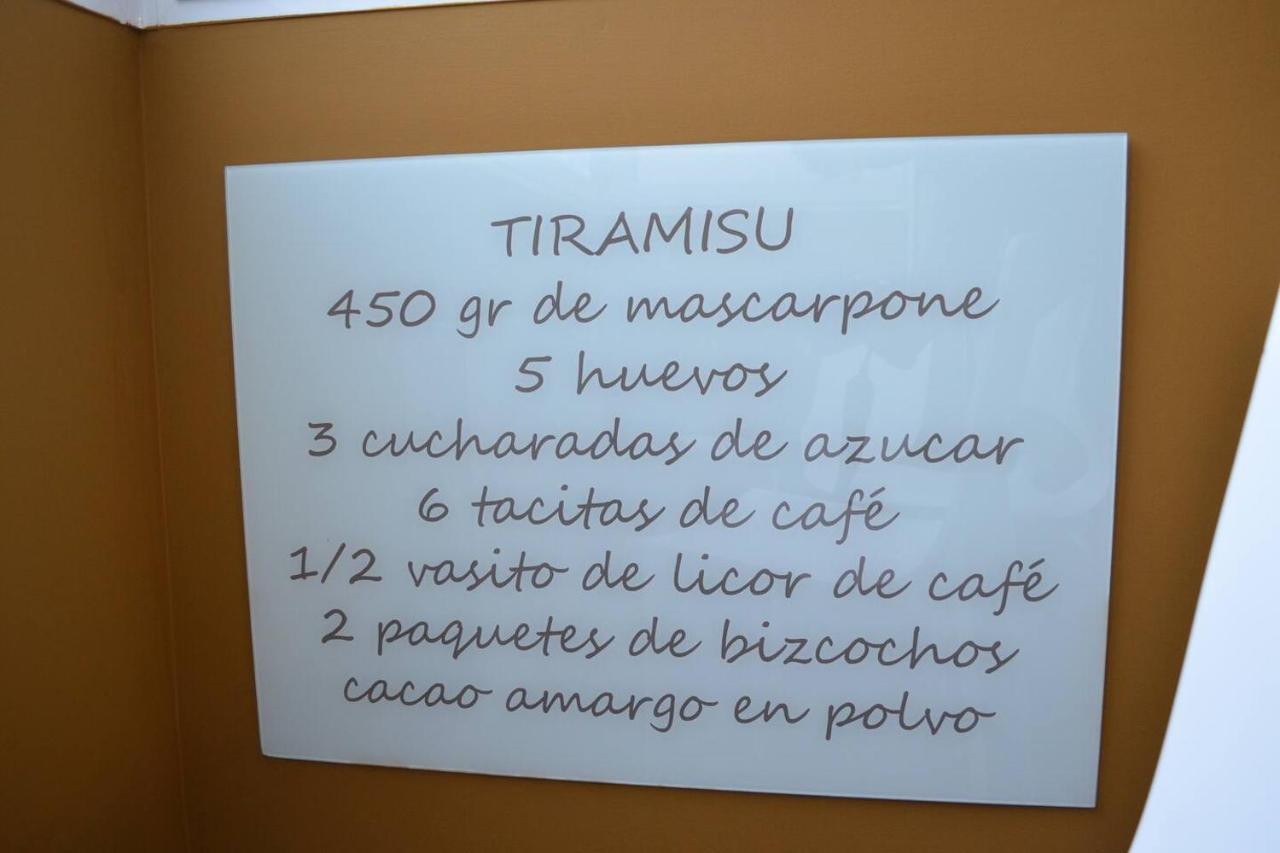 TIRAMISU
450 gr de mascarpone
5 huevos
3 cucharadas de azucar
6 tacitas de café
1/2 vasito de licor de café
2 paquetes de bizcochos
cacao amargo en polvo